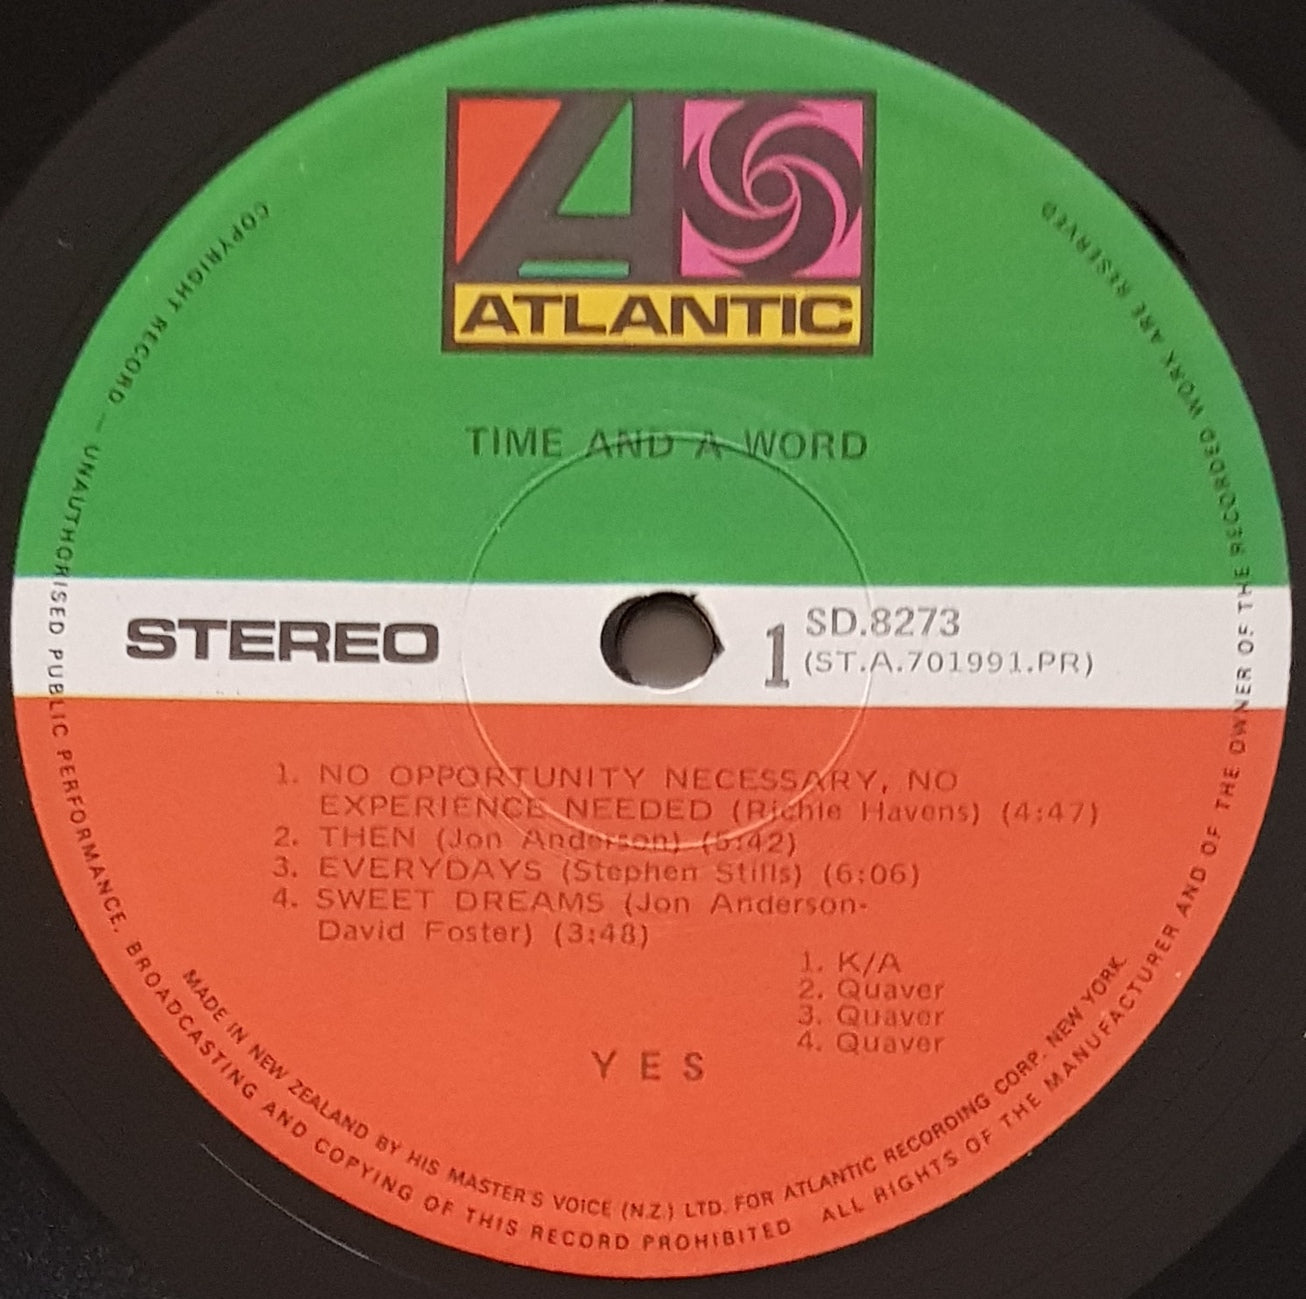 A
ATLANTIC
TIME AND A WORD
STEREO
1
SD.8273
(ST.A.701991.PR)
1. NO OPPORTUNITY NECESSARY, NO
EXPERIENCE NEEDED (Richie Havens) (4:47)
2. THEN (Jon Anderson) (5:42)
3. EVERYDAYS (Stephen Stills) (6:06)
4. SWEET DREAMS (Jon Anderson-
David Foster) (3:48)
1. K/A
2. Quaver
3. Quaver
4. Quaver
YES
MADE IN NEW ZEALAND BY HIS MASTER'S VOICE (N.Z.) LTD. FOR ATLANTIC RECORDING CORP. NEW YORK
COPYRIGHT RECORD — UNAUTHORISED PUBLIC PERFORMANCE, BROADCASTING AND COPYING OF THIS RECORD PROHIBITED ALL RIGHTS OF THE MANUFACTURER AND OF THE OWNER OF THE RECORDED WORK ARE RESERVED